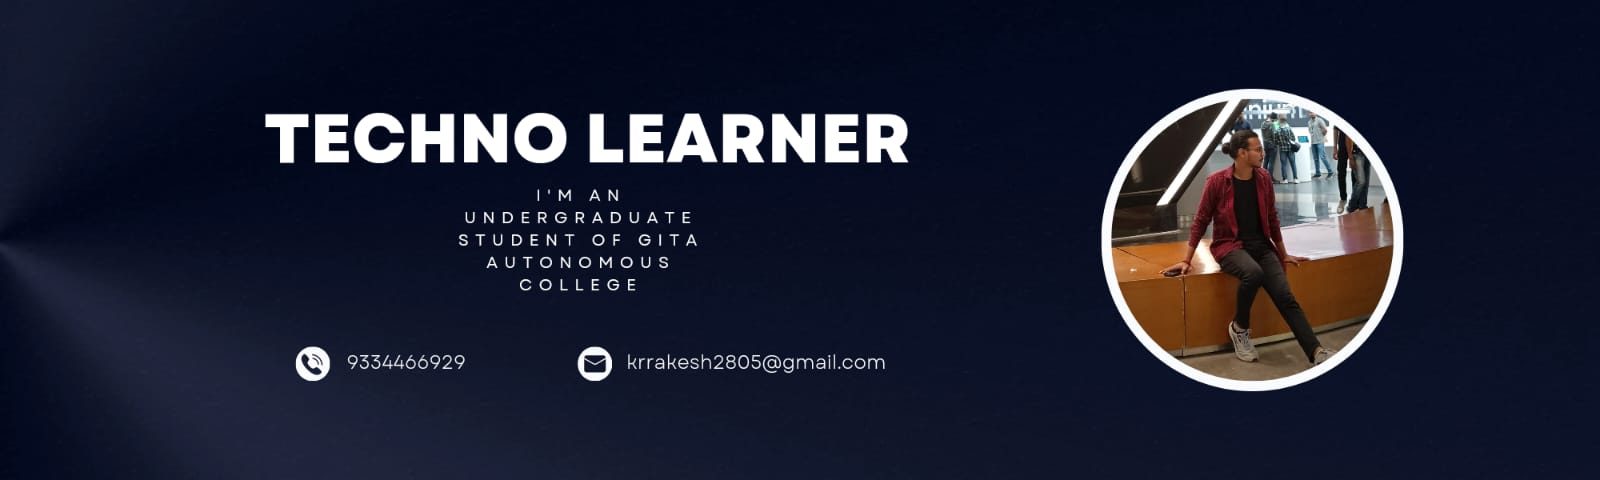 TECHNO LEARNER
I'M AN
UNDERGRADUATE
STUDENT OF GITA
AUTONOMOUS
COLLEGE
9334466929
krrakesh2805@gmail.com